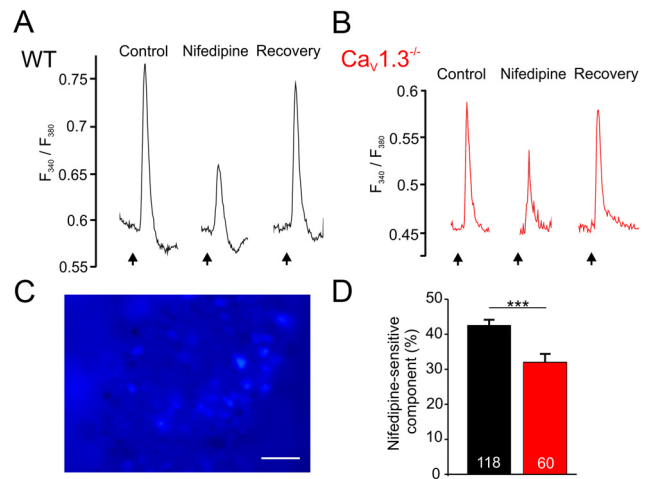 A
WT
Control Nifedipine Recovery
0.75
0.7
0.65
0.6
0.55
F340 / F380
B
CaV1.3-/-
Control Nifedipine Recovery
0.6
0.55
0.5
0.45
F340 / F380
C
D
50
40
30
20
10
0
Nifedipine-sensitive
component (%)
***
118 60